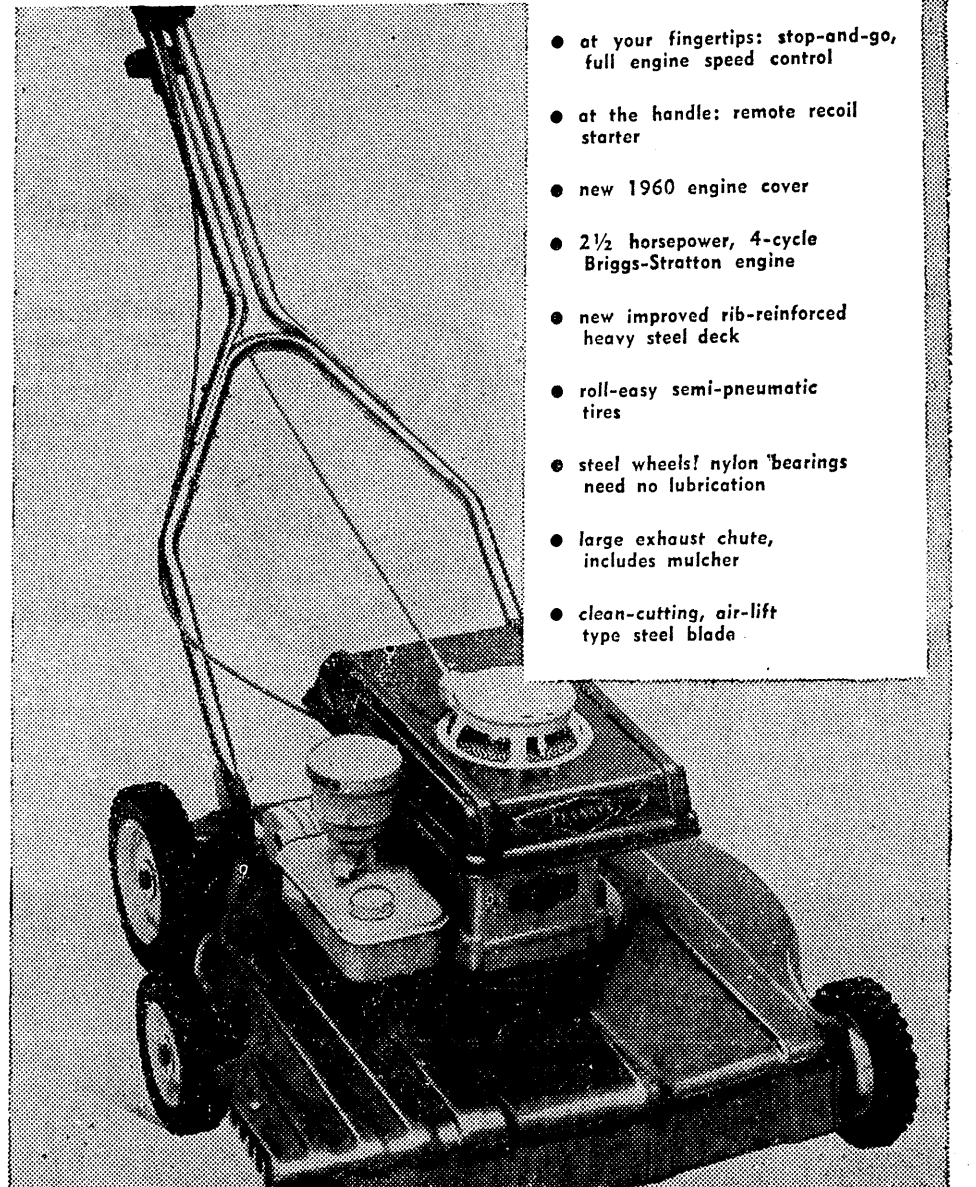 ● at your fingertips: stop-and-go,
full engine speed control
● at the handle: remote recoil
starter
● new 1960 engine cover
● 2½ horsepower, 4-cycle
Briggs-Stratton engine
● new improved rib-reinforced
heavy steel deck
● roll-easy semi-pneumatic
tires
● steel wheels! nylon bearings
need no lubrication
● large exhaust chute,
includes mulcher
● clean-cutting, air-lift
type steel blade